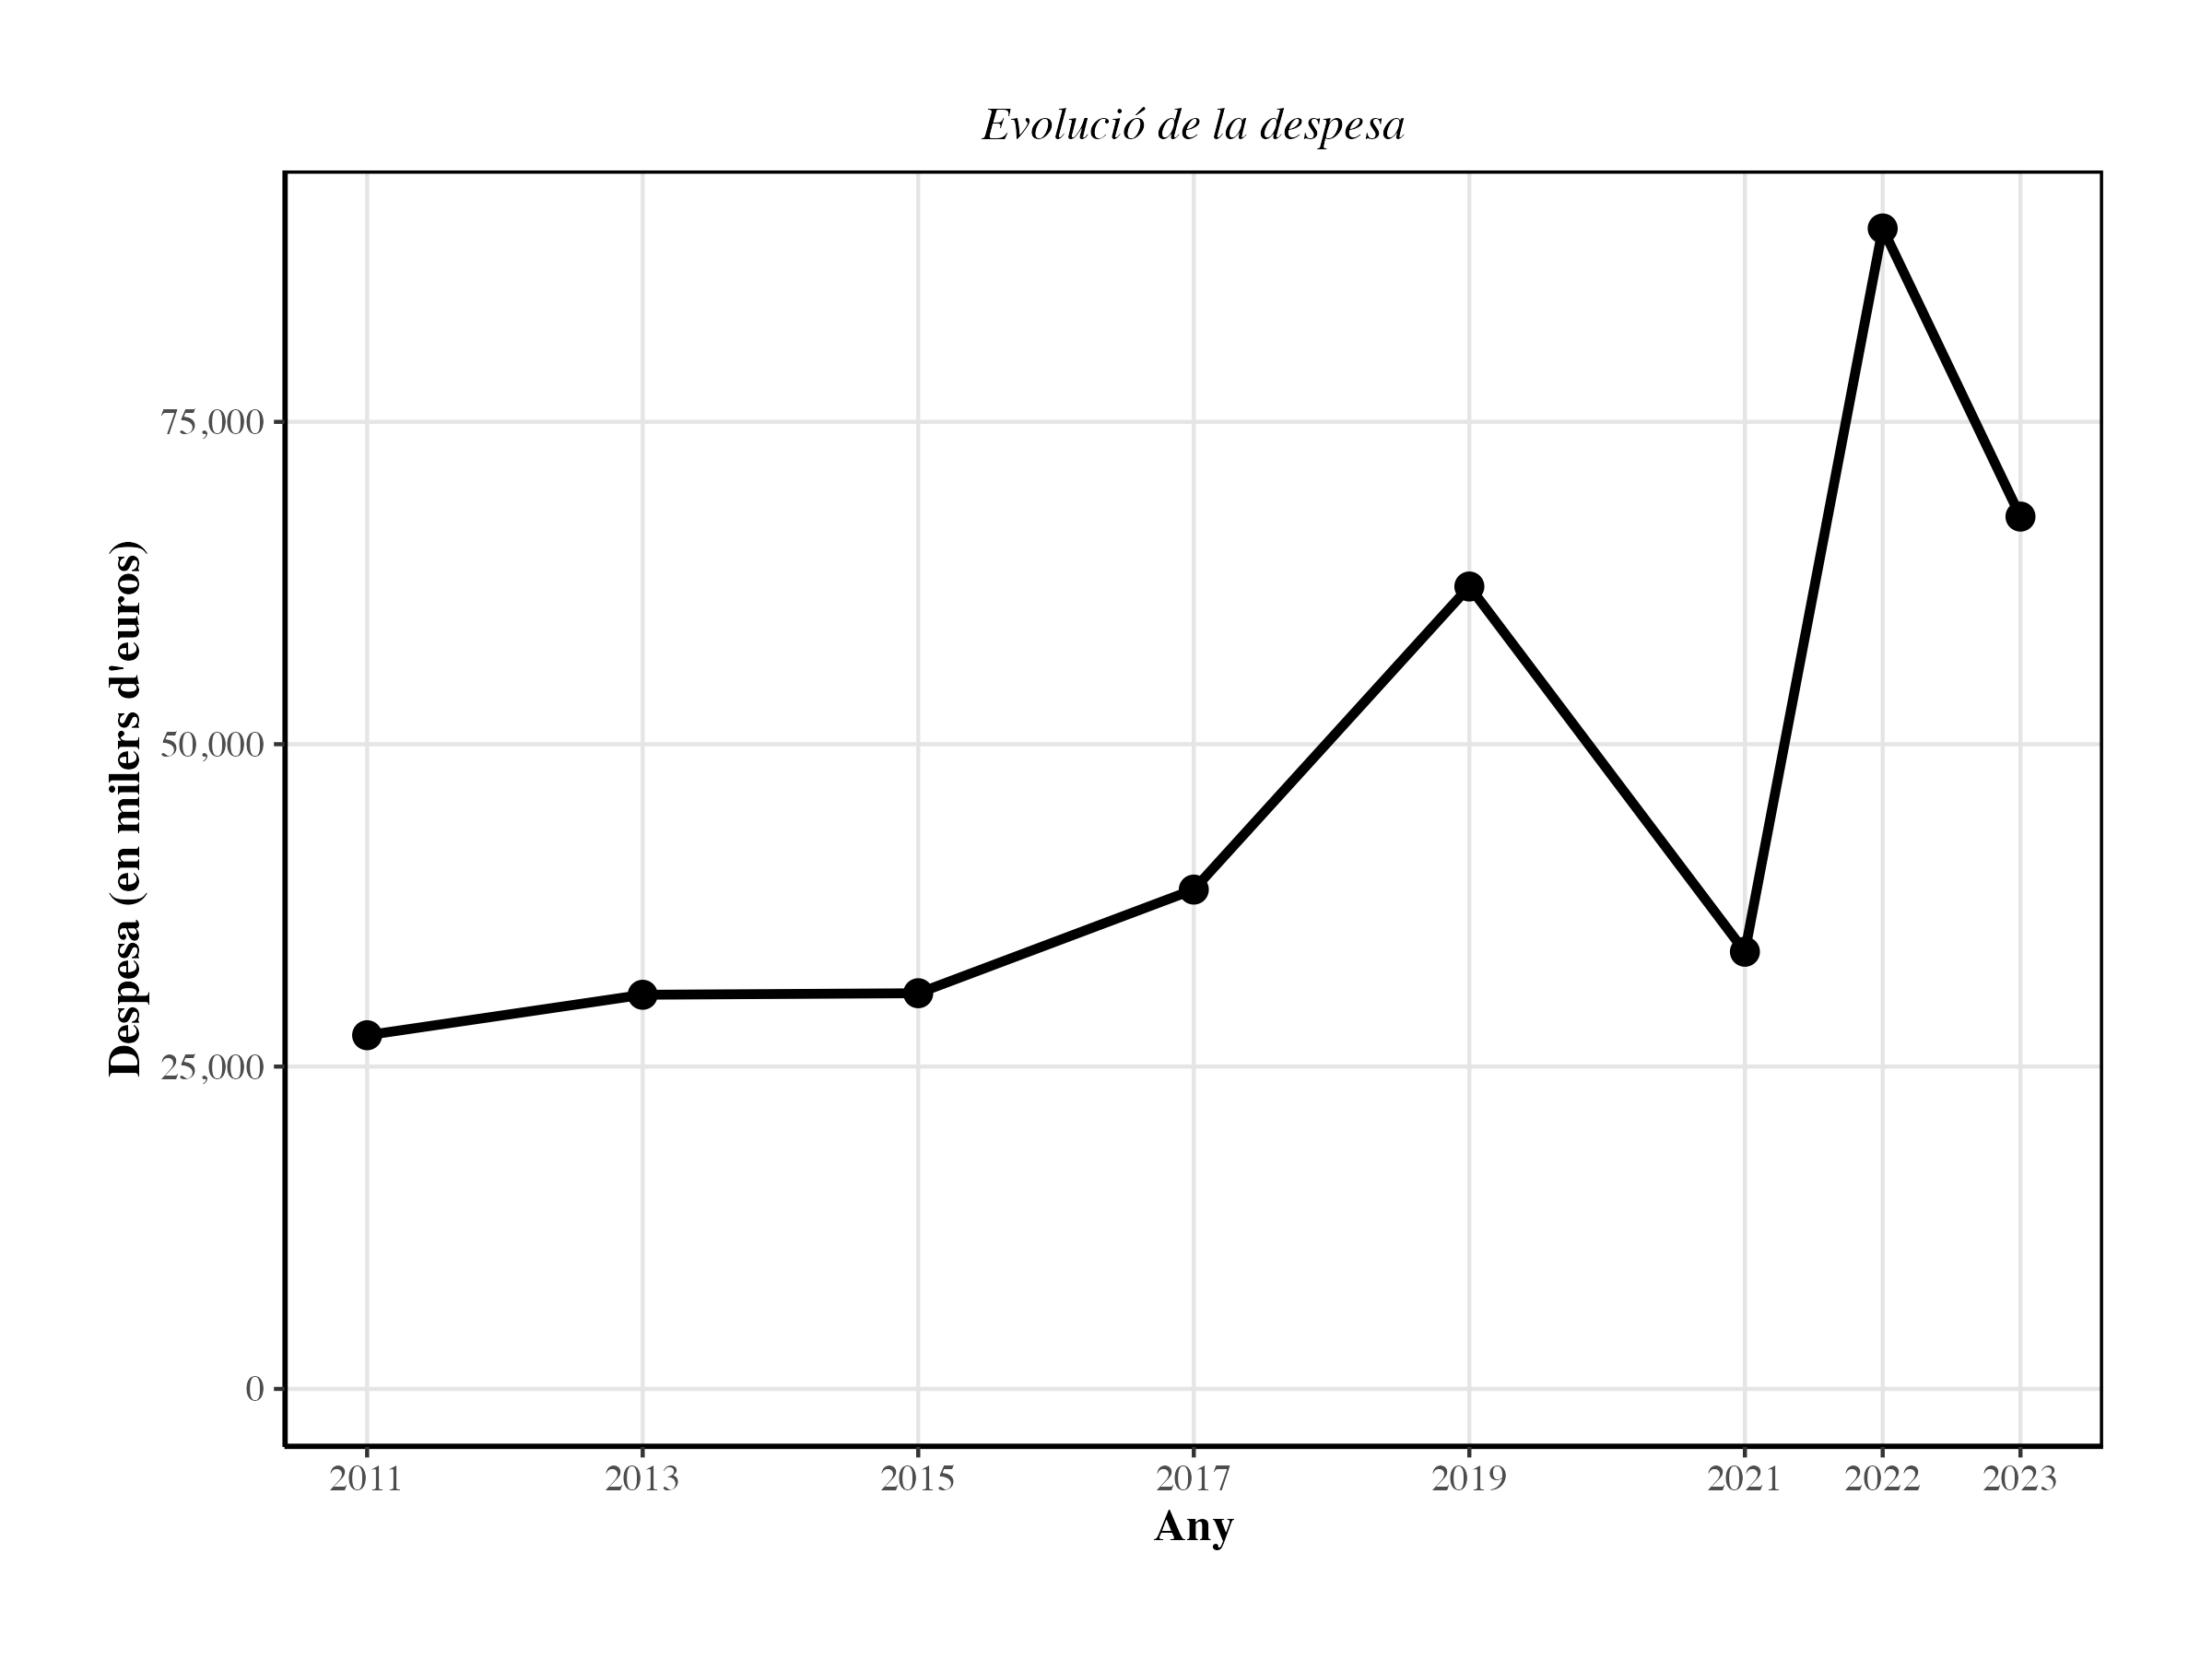 Evolució de la despesa
Despesa (en milers d'euros)
75,000
50,000
25,000
0
2011 2013 2015 2017 2019 2021 2022 2023
Any